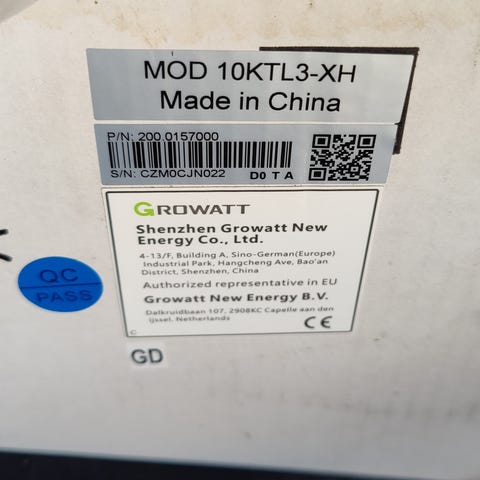 MOD 10KTL3-XH
Made in China
P/N: 200.0157000
S/N: CZM0CJN022 D0 T A
GROWATT
Shenzhen Growatt New
Energy Co., Ltd.
4-13/F, Building A, Sino-German(Europe)
Industrial Park, Hangcheng Ave, Bao'an
District, Shenzhen, China
Authorized representative in EU
Growatt New Energy B.V.
Dalkruidbaan 107, 2908KC Capelle aan den
Ijssel, Netherlands
CE
C
QC
PASS
GD